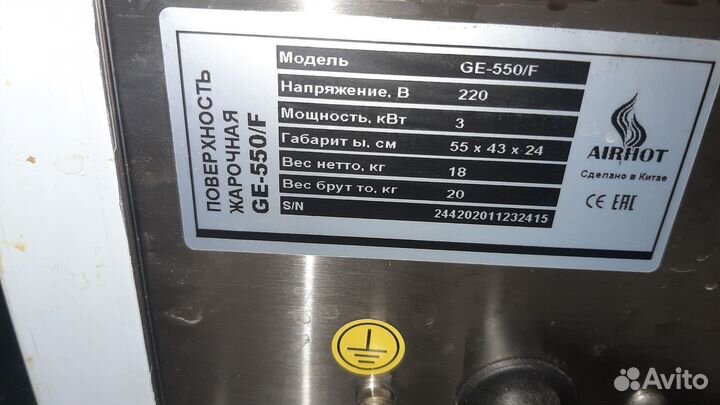 ПОВЕРХНОСТЬ
ЖАРОЧНАЯ
GE-550/F
Модель GE-550/F
Напряжение, В 220
Мощность, кВт 3
Габарит ы, см 55 x 43 x 24
Вес нетто, кг 18
Вес брут то, кг 20
S/N 244202011232415
AIRHOT
Сделано в Китае
CE EAC
Avito